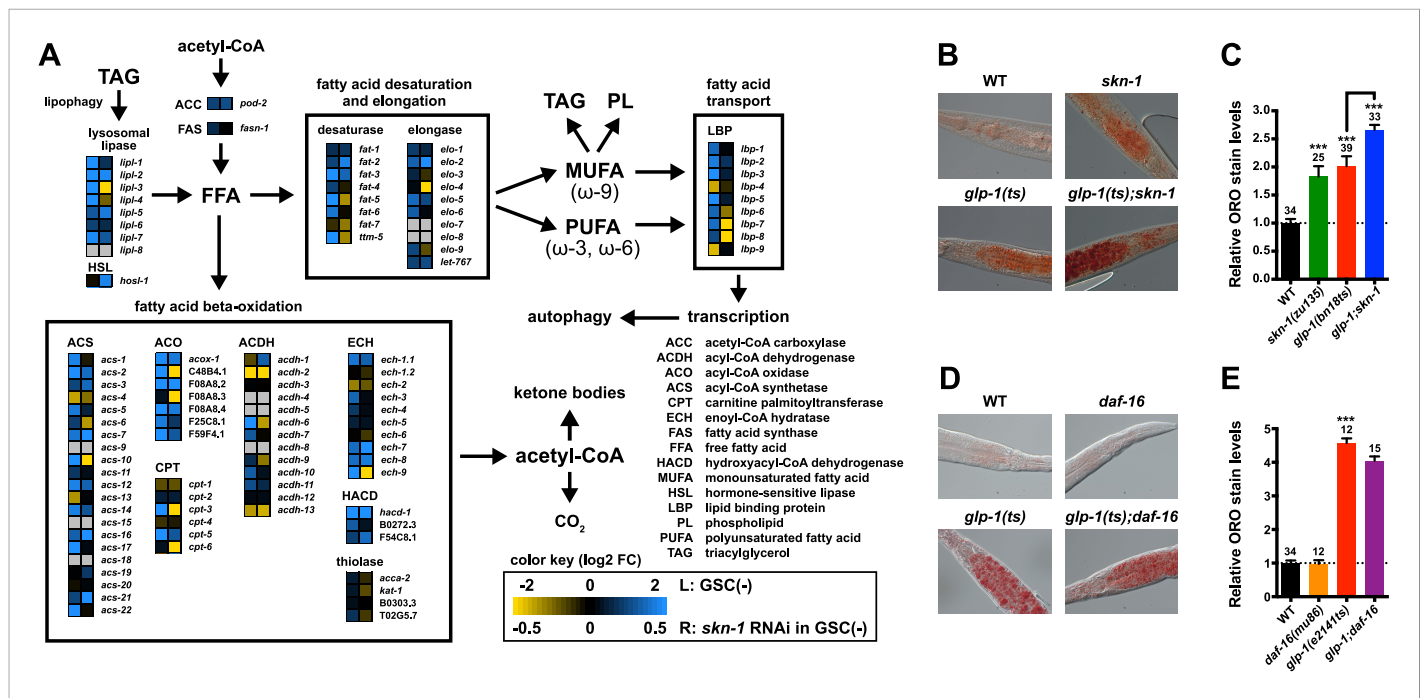 A
acetyl-CoA
TAG
lipophagy
ACC
pod-2
FAS
fasn-1
lysosomal
lipase
lipl-1
lipl-2
lipl-3
lipl-4
lipl-5
lipl-6
lipl-7
lipl-8
HSL
hosl-1
FFA
fatty acid desaturation
and elongation
desaturase
fat-1
fat-2
fat-3
fat-4
fat-5
fat-6
fat-7
ttm-5
elongase
elo-1
elo-2
elo-3
elo-4
elo-5
elo-6
elo-7
elo-8
elo-9
let-767
TAG
PL
MUFA
(ω-9)
PUFA
(ω-3, ω-6)
fatty acid
transport
LBP
lbp-1
lbp-2
lbp-3
lbp-4
lbp-5
lbp-6
lbp-7
lbp-8
lbp-9
autophagy
transcription
fatty acid beta-oxidation
ACS
acs-1
acs-2
acs-3
acs-4
acs-5
acs-6
acs-7
acs-9
acs-10
acs-11
acs-12
acs-13
acs-14
acs-15
acs-16
acs-17
acs-18
acs-19
acs-20
acs-21
acs-22
ACO
acox-1
C48B4.1
F08A8.2
F08A8.3
F08A8.4
F25C8.1
F59F4.1
CPT
cpt-1
cpt-2
cpt-3
cpt-4
cpt-5
cpt-6
ACDH
acdh-1
acdh-2
acdh-3
acdh-4
acdh-5
acdh-6
acdh-7
acdh-8
acdh-9
acdh-10
acdh-11
acdh-12
acdh-13
ECH
ech-1.1
ech-1.2
ech-2
ech-3
ech-4
ech-5
ech-6
ech-7
ech-8
ech-9
HACD
hacd-1
B0272.3
F54C8.1
thiolase
acca-2
kat-1
B0303.3
T02G5.7
ketone bodies
acetyl-CoA
CO2
ACC acetyl-CoA carboxylase
ACDH acyl-CoA dehydrogenase
ACO acyl-CoA oxidase
ACS acyl-CoA synthetase
CPT carnitine palmitoyltferase
ECH enoyl-CoA hydratase
FAS fatty acid synthase
FFA free fatty acid
HACD hydroxyacyl-CoA dehydrogenase
MUFA monounsaturated fatty acid
HSL hormone-sensitive lipase
LBP lipid binding protein
PL phospholipid
PUFA polyunsaturated fatty acid
TAG triacylglycerol
color key (log2 FC)
-2 0 2 L: GSC(-)
-0.5 0 0.5 R: skn-1 RNAi in GSC(-)
B
WT
skn-1
glp-1(ts)
glp-1(ts);skn-1
C
Relative ORO stain levels
3.0
2.5
2.0
1.5
1.0
0.5
0.0
34
***
25
***
39
***
33
WT
skn-1(zu135)
glp-1(bn18ts)
glp-1;skn-1
D
WT
daf-16
glp-1(ts)
glp-1(ts);daf-16
E
Relative ORO stain levels
5
4
3
2
1
0
34
12
***
12
15
WT
daf-16(mu86)
glp-1(e2141ts)
glp-1;daf-16